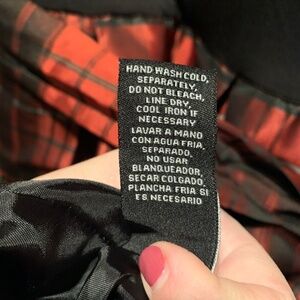 HAND WASH COLD,
SEPARATELY,
DO NOT BLEACH,
LINE DRY,
COOL IRON IF
NECESSARY
LAVAR A MANO
CON AGUA FRIA,
SEPARADO,
NO USAR
BLANQUEADOR,
SECAR COLGADO,
PLANCHA FRIA SI
ES NECESARIO